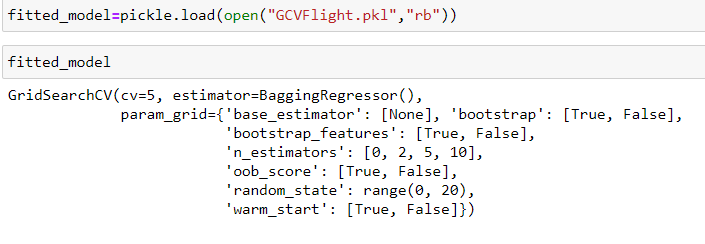 fitted_model=pickle.load(open("GCVFlight.pkl","rb"))
fitted_model
GridSearchCV(cv=5, estimator=BaggingRegressor(),
             param_grid={'base_estimator': [None], 'bootstrap': [True, False],
                         'bootstrap_features': [True, False],
                         'n_estimators': [0, 2, 5, 10],
                         'oob_score': [True, False],
                         'random_state': range(0, 20),
                         'warm_start': [True, False]})